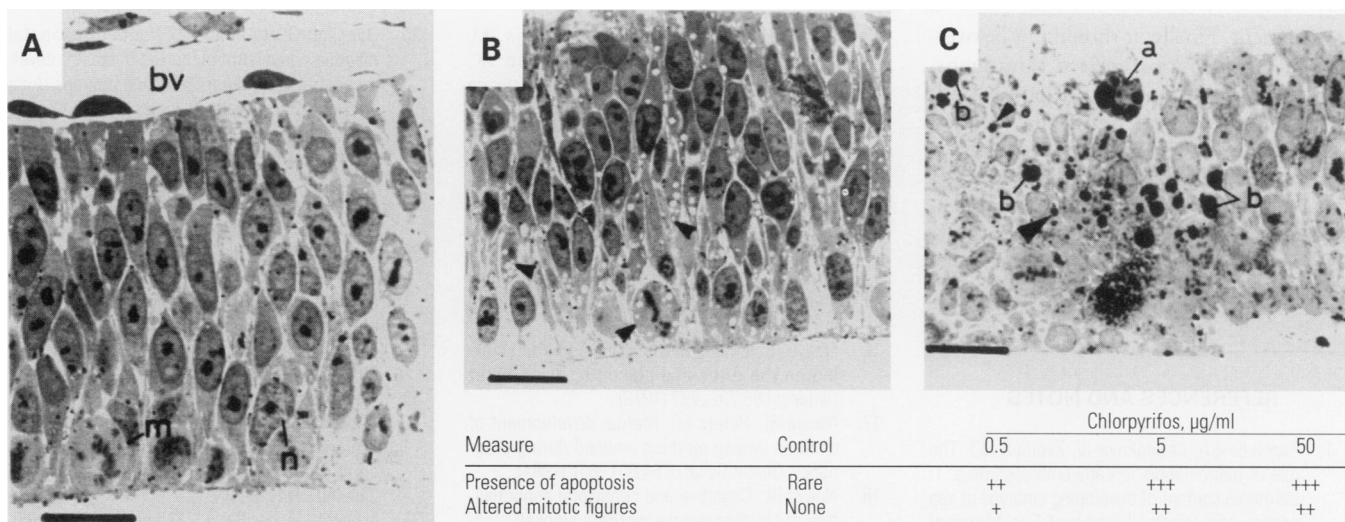 A
bv
m
n
B
C
a
b
b
b
Chlorpyrifos, μg/ml
Measure Control 0.5 5 50
Presence of apoptosis Rare ++ +++ +++
Altered mitotic figures None + ++ ++